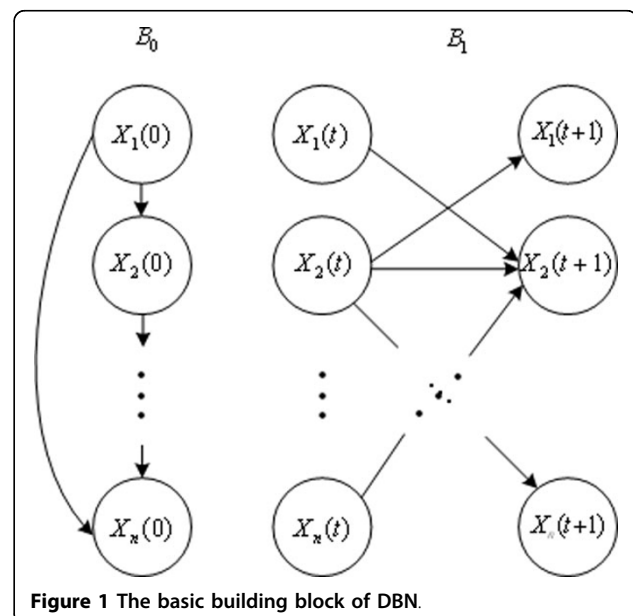 B₀ B₁
X₁(0) X₁(t) X₁(t+1)
X₂(0) X₂(t) X₂(t+1)
Xₙ(0) Xₙ(t) Xₙ(t+1)
Figure 1 The basic building block of DBN.